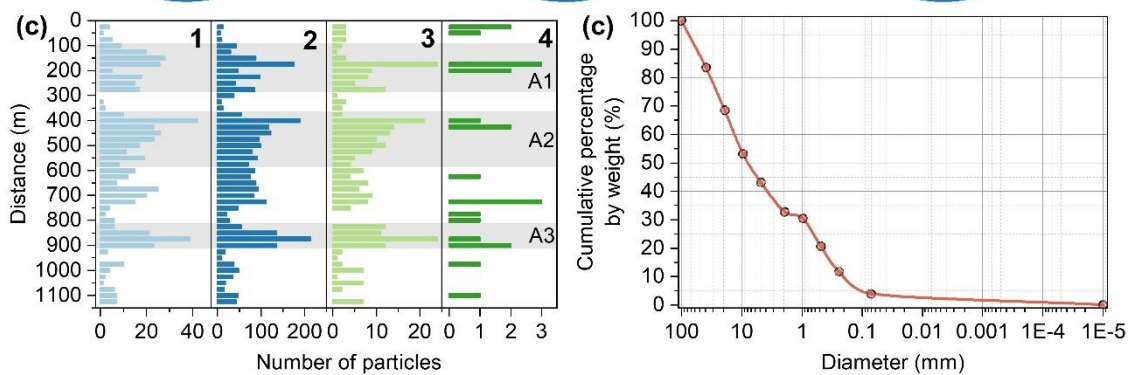 (c)
1
2
3
4
A1
A2
A3
0
100
200
300
400
500
600
700
800
900
1000
1100
Distance (m)
0 20 40 0 100 200 0 10 20 0 1 2 3
Number of particles
(c)
100
90
80
70
60
50
40
30
20
10
0
Cumulative percentage
by weight (%)
100 10 1 0.1 0.01 0.001 1E-4 1E-5
Diameter (mm)